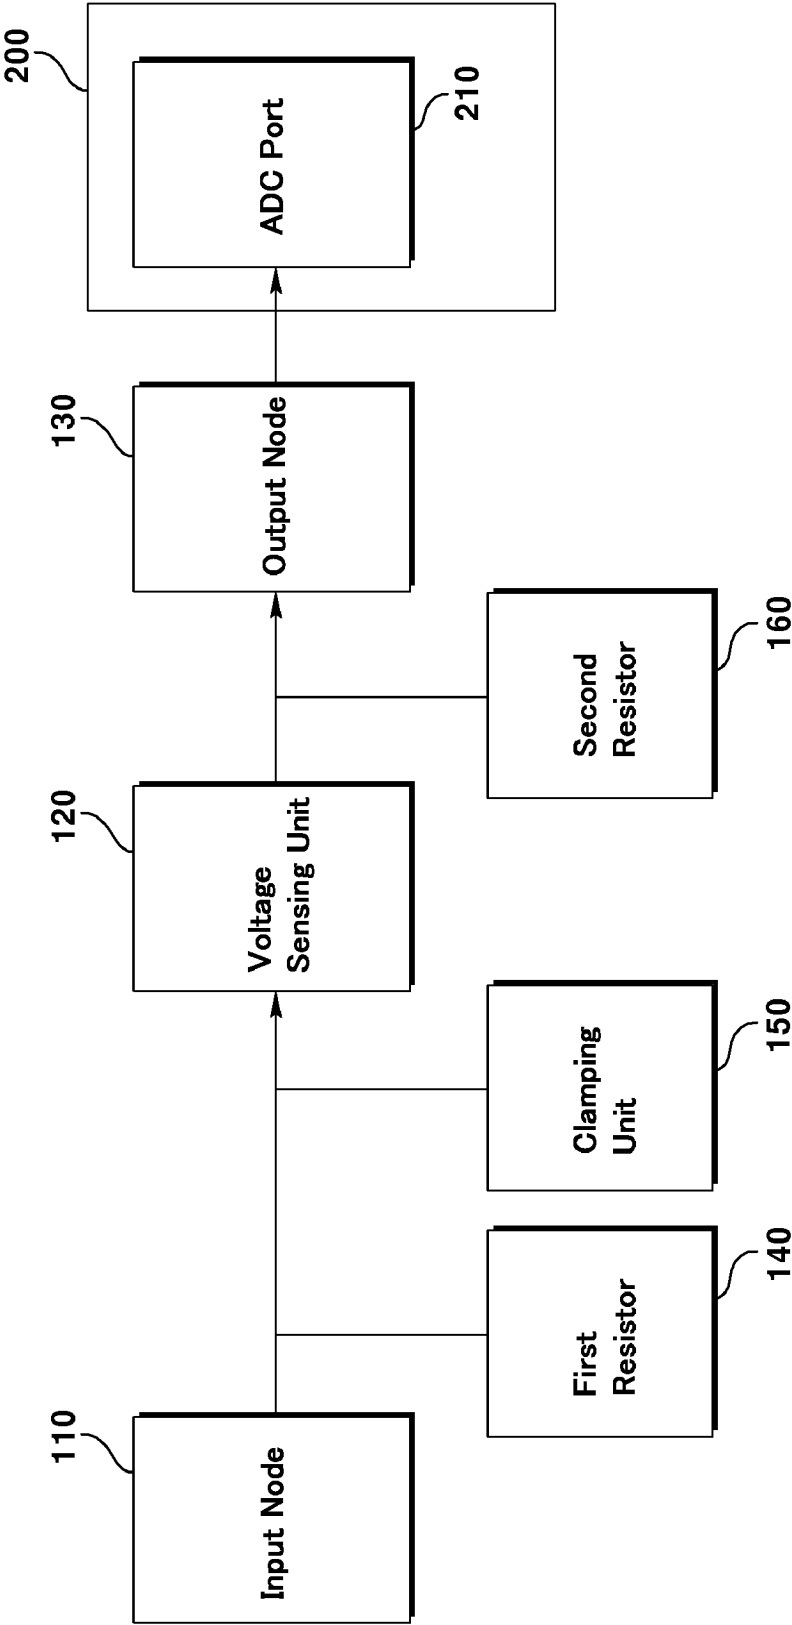 110
120
130
200
Input Node
Voltage
Sensing Unit
Output Node
ADC Port
210
First
Resistor
Clamping
Unit
Second
Resistor
140
150
160